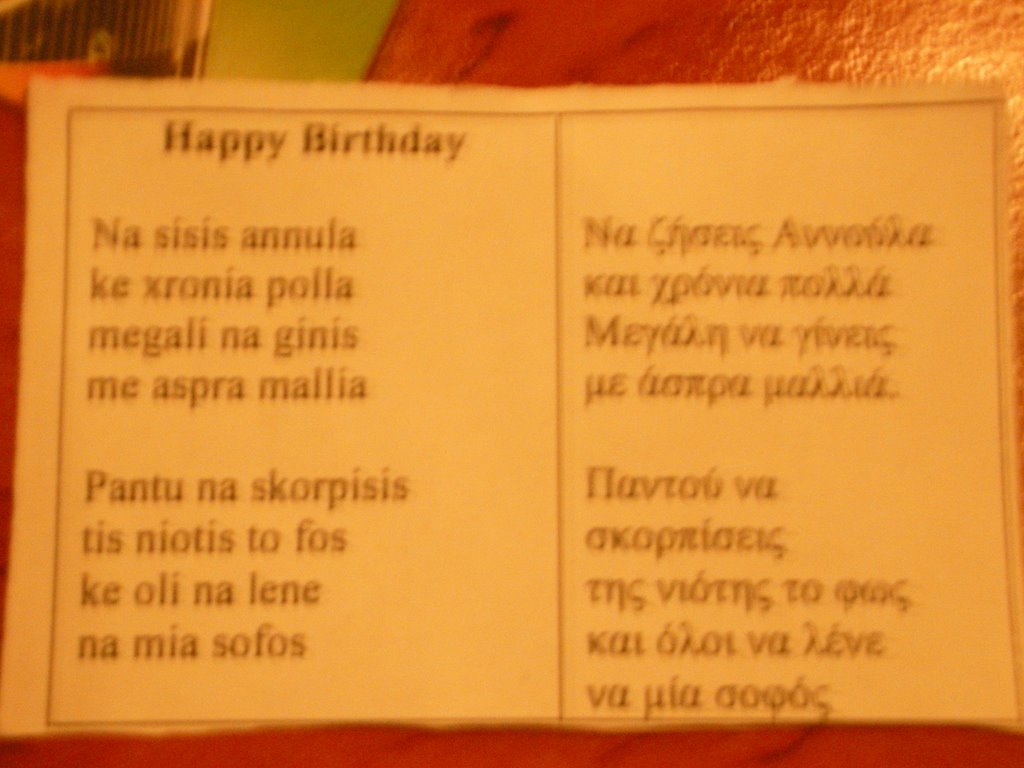 Happy Birthday
Na sisis annula
ke xronia polla
megali na ginis
me aspra mallia
Pantu na skorpisis
tis niotis to fos
ke oli na lene
na mia sofos
Να ζήσεις Αννούλα
και χρόνια πολλά
Μεγάλη να γίνεις
με άσπρα μαλλιά.
Παντού να
σκορπίσεις
της νιότης το φως
και όλοι να λένε
να μία σοφός